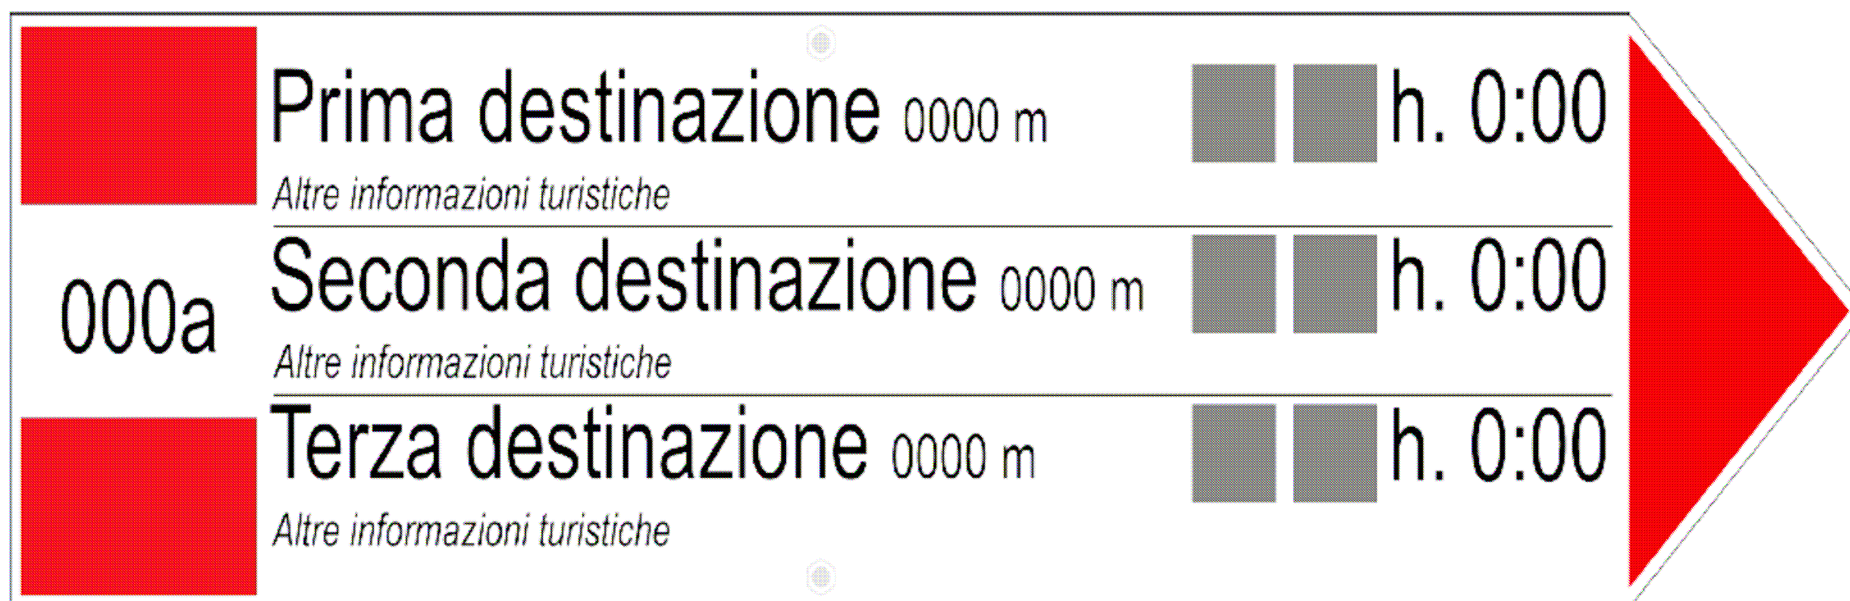 Prima destinazione 0000 m h. 0:00
Altre informazioni turistiche
000a
Seconda destinazione 0000 m h. 0:00
Altre informazioni turistiche
Terza destinazione 0000 m h. 0:00
Altre informazioni turistiche